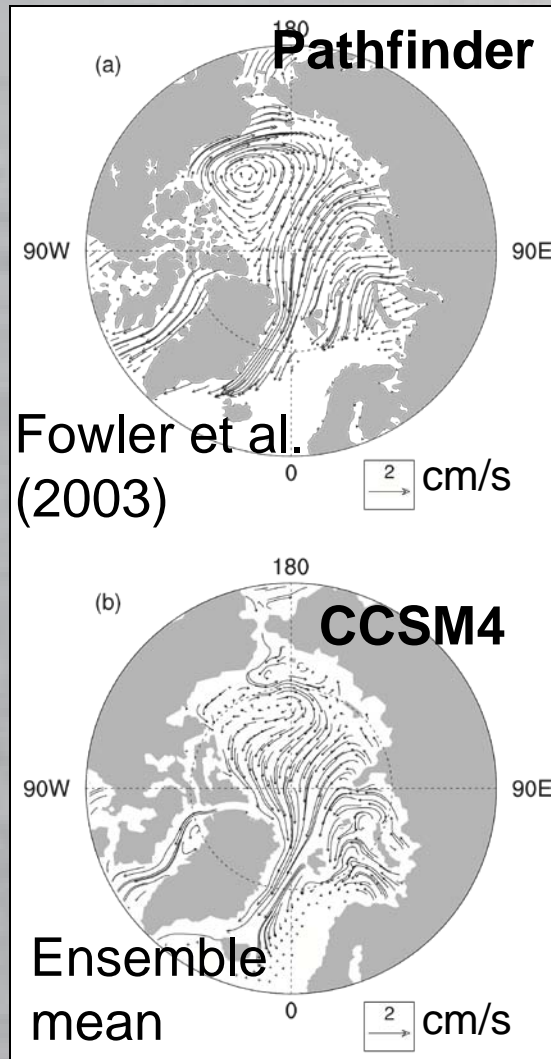 180
(a) Pathfinder
90W 90E
Fowler et al.
(2003)
0
2 cm/s
180
(b)
CCSM4
90W 90E
Ensemble
mean
0
2 cm/s